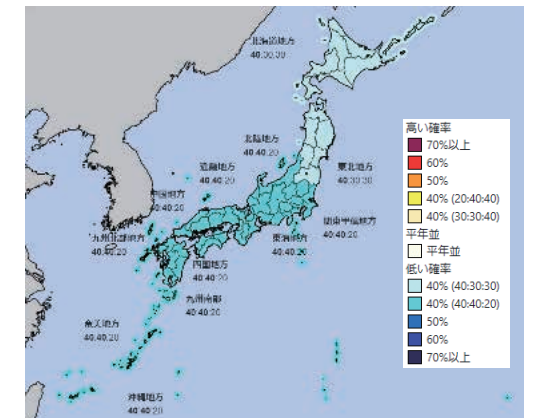 北海道地方
40:30:30
北陸地方
40:40:20
近畿地方
40:40:20
東北地方
40:30:30
中国地方
40:40:20
関東甲信地方
40:40:20
九州北部地方
40:40:20
東海地方
40:40:20
四国地方
40:40:20
九州南部
40:40:20
奄美地方
40:40:20
沖縄地方
40:40:20
高い確率
70%以上
60%
50%
40% (20:40:40)
40% (30:30:40)
平年並
平年並
低い確率
40% (40:30:30)
40% (40:40:20)
50%
60%
70%以上